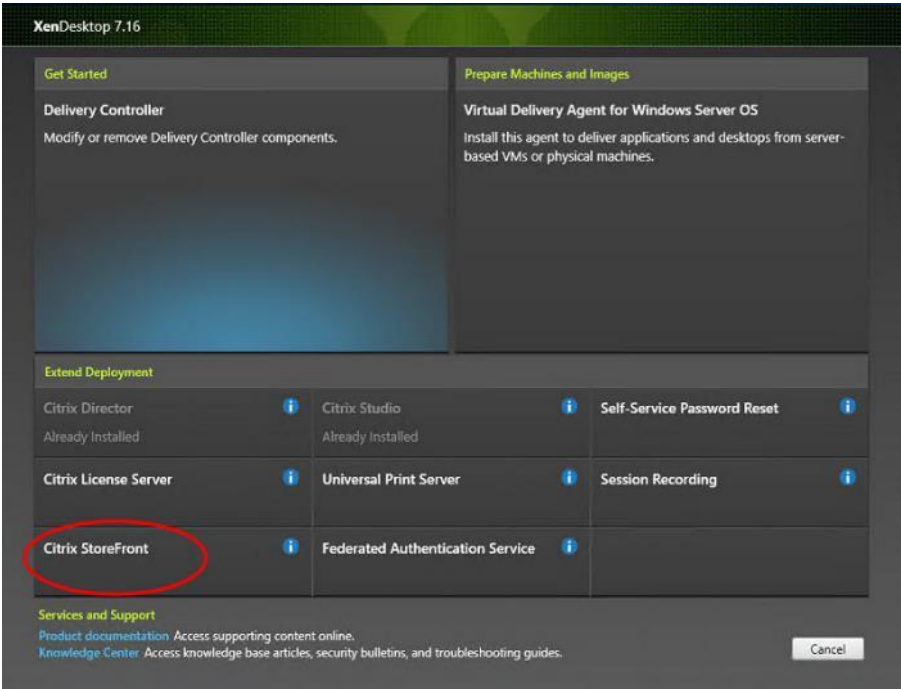 XenDesktop 7.16
Get Started
Delivery Controller
Modify or remove Delivery Controller components.
Prepare Machines and Images
Virtual Delivery Agent for Windows Server OS
Install this agent to deliver applications and desktops from server-
based VMs or physical machines.
Extend Deployment
Citrix Director
Already Installed
Citrix Studio
Already Installed
Self-Service Password Reset
Citrix License Server
Universal Print Server
Session Recording
Citrix StoreFront
Federated Authentication Service
Services and Support
Product documentation Access supporting content online.
Knowledge Center Access knowledge base articles, security bulletins, and troubleshooting guides.
Cancel